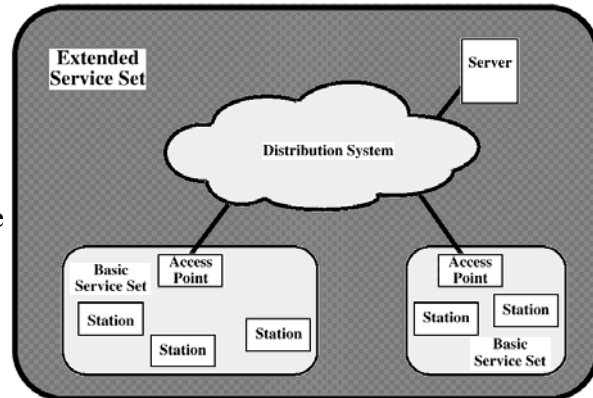 Extended
Service Set
Server
Distribution System
e
Basic
Service Set
Access
Point
Station
Station
Station
Access
Point
Station
Station
Basic
Service Set